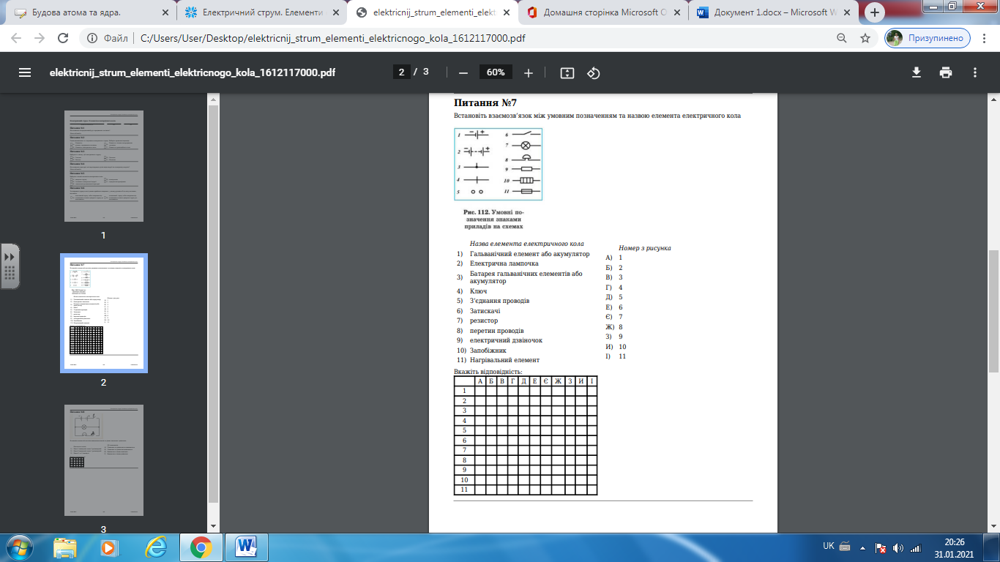 Будова атома та ядра.
Електричний струм. Елементи
elektricnij_strum_elementi_elekt
Домашня сторінка Microsoft O
Документ 1.docx – Microsoft W
Файл
C:/Users/User/Desktop/elektricnij_strum_elementi_elektricnogo_kola_1612117000.pdf
Призупинено
elektricnij_strum_elementi_elektricnogo_kola_1612117000.pdf
2 / 3
60%
1
2
3
Питання №7
Встановіть взаємозв’язок між умовним позначенням та назвою елемента електричного кола
1 − + 6
2 − + 7
3 8
4 9
5 10
11
Рис. 112. Умовні по-
значення знаками
приладів на схемах
Назва елемента електричного кола
1) Гальванічний елемент або акумулятор
2) Електрична лампочка
3) Батарея гальванічних елементів або
акумулятор
4) Ключ
5) З’єднання проводів
6) Затискачі
7) резистор
8) перетин проводів
9) електричний дзвіночок
10) Запобіжник
11) Нагрівальний елемент
Номер з рисунка
А) 1
Б) 2
В) 3
Г) 4
Д) 5
Е) 6
Є) 7
Ж) 8
З) 9
И) 10
І) 11
Вкажіть відповідність:
А Б В Г Д Е Є Ж З И І
1
2
3
4
5
6
7
8
9
10
11
UK
20:26
31.01.2021